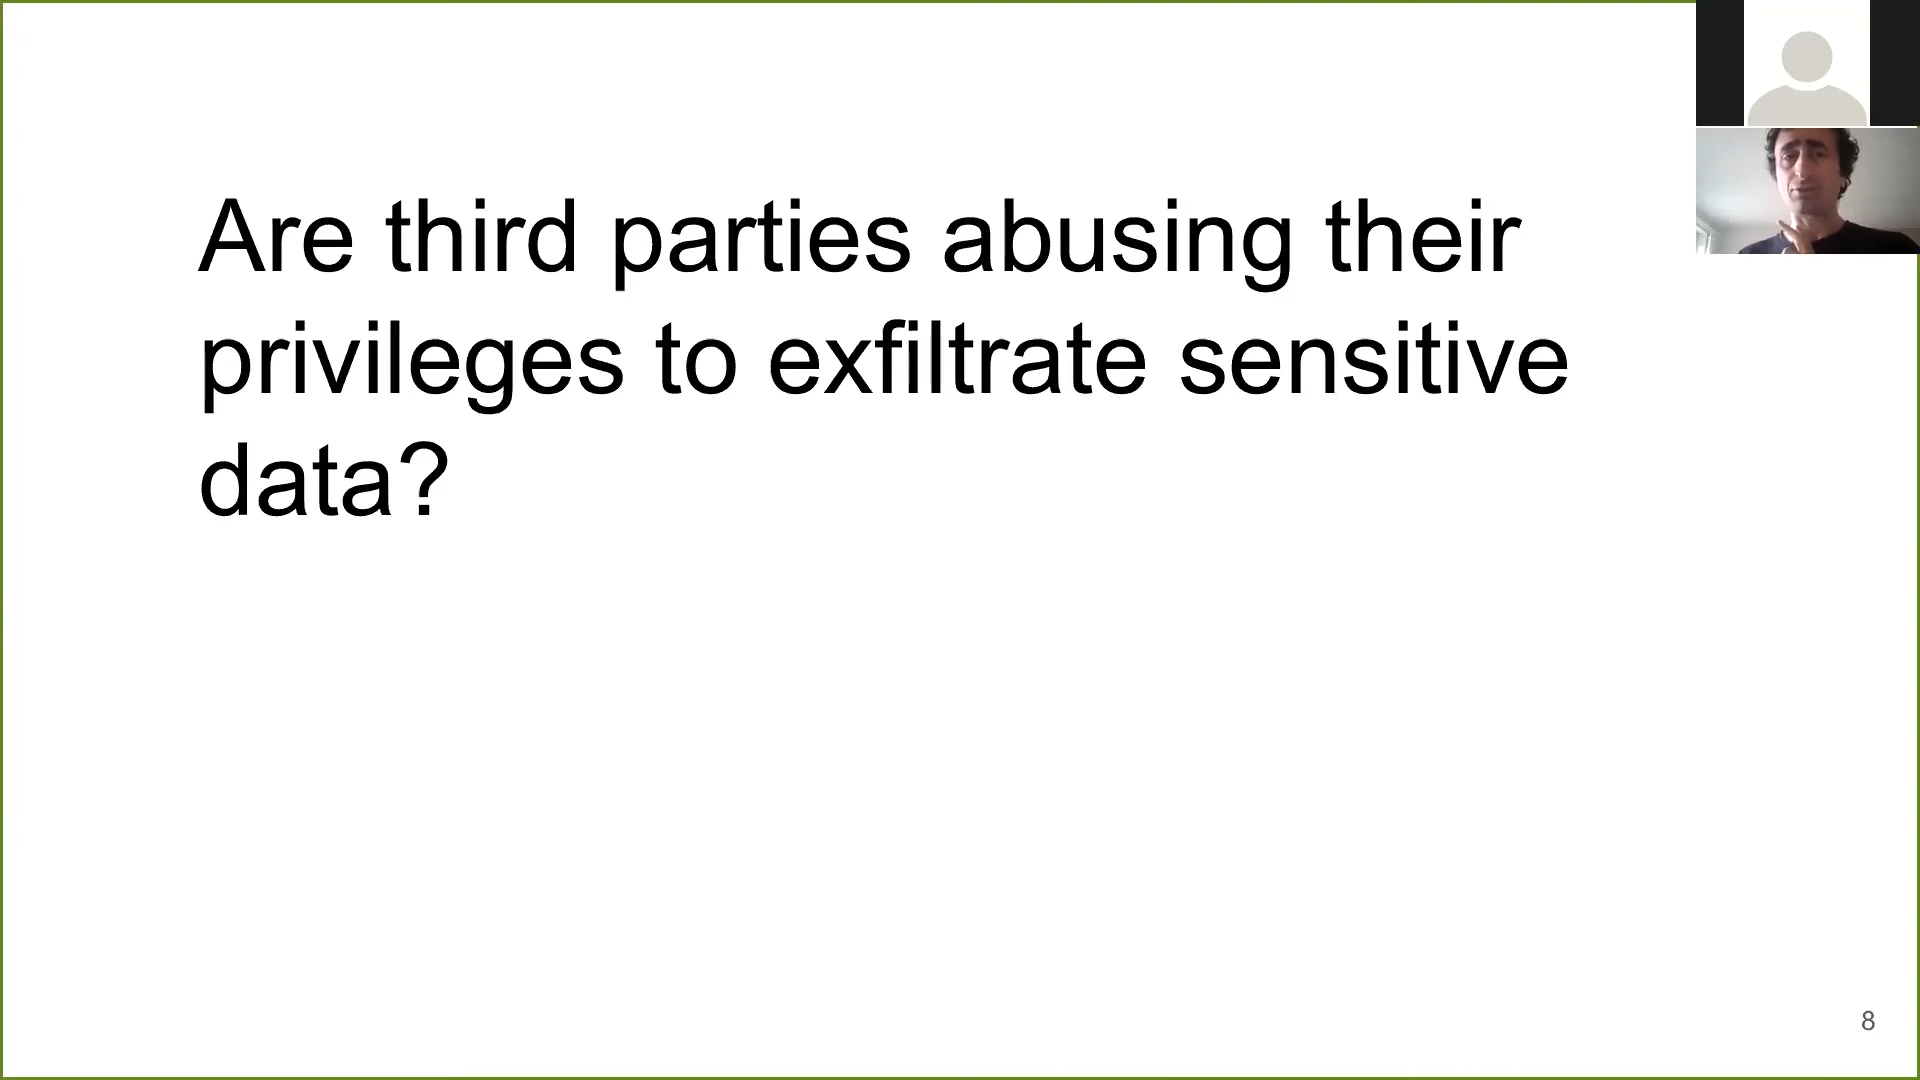 Are third parties abusing their
privileges to exfiltrate sensitive
data?
8